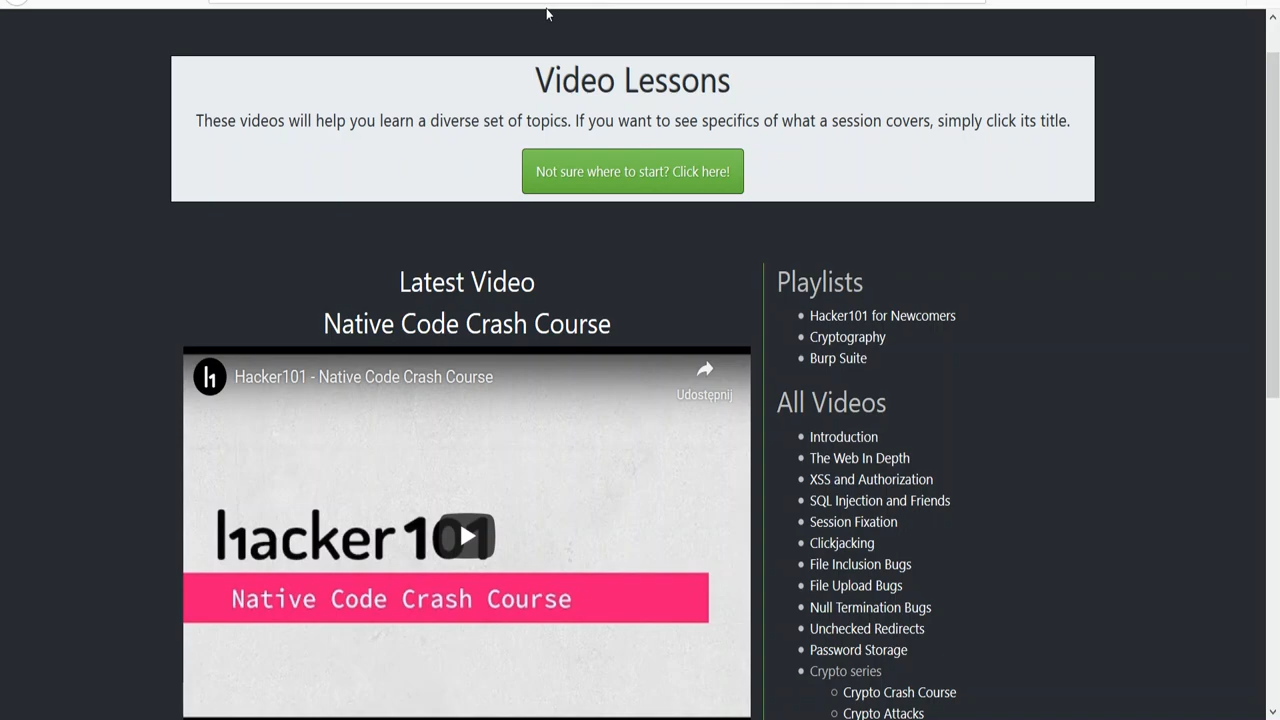 Video Lessons
These videos will help you learn a diverse set of topics. If you want to see specifics of what a session covers, simply click its title.
Not sure where to start? Click here!
Latest Video
Native Code Crash Course
Hacker101 - Native Code Crash Course
Udostępnij
hacker101
Native Code Crash Course
Playlists
Hacker101 for Newcomers
Cryptography
Burp Suite
All Videos
Introduction
The Web In Depth
XSS and Authorization
SQL Injection and Friends
Session Fixation
Clickjacking
File Inclusion Bugs
File Upload Bugs
Null Termination Bugs
Unchecked Redirects
Password Storage
Crypto series
Crypto Crash Course
Crypto Attacks